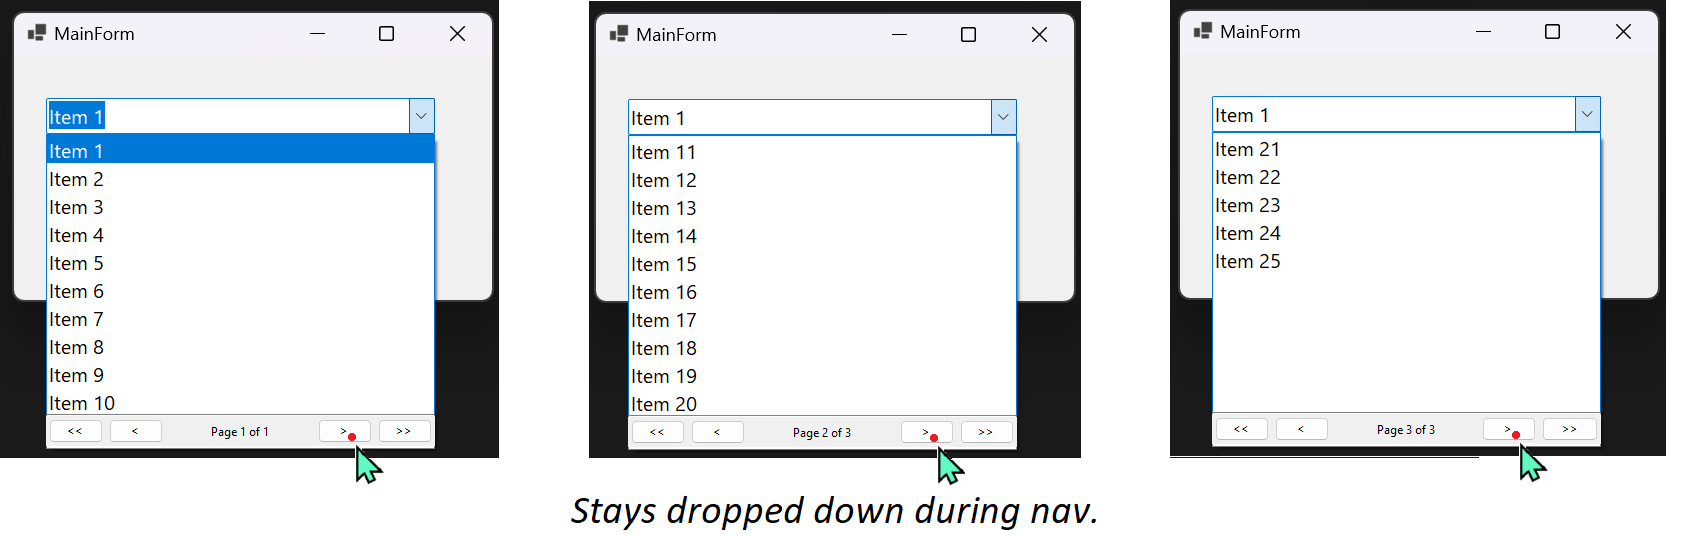 MainForm
Item 1
Item 1
Item 2
Item 3
Item 4
Item 5
Item 6
Item 7
Item 8
Item 9
Item 10
<< < Page 1 of 1 > >>
MainForm
Item 1
Item 11
Item 12
Item 13
Item 14
Item 15
Item 16
Item 17
Item 18
Item 19
Item 20
<< < Page 2 of 3 > >>
MainForm
Item 1
Item 21
Item 22
Item 23
Item 24
Item 25
<< < Page 3 of 3 > >>
Stays dropped down during nav.